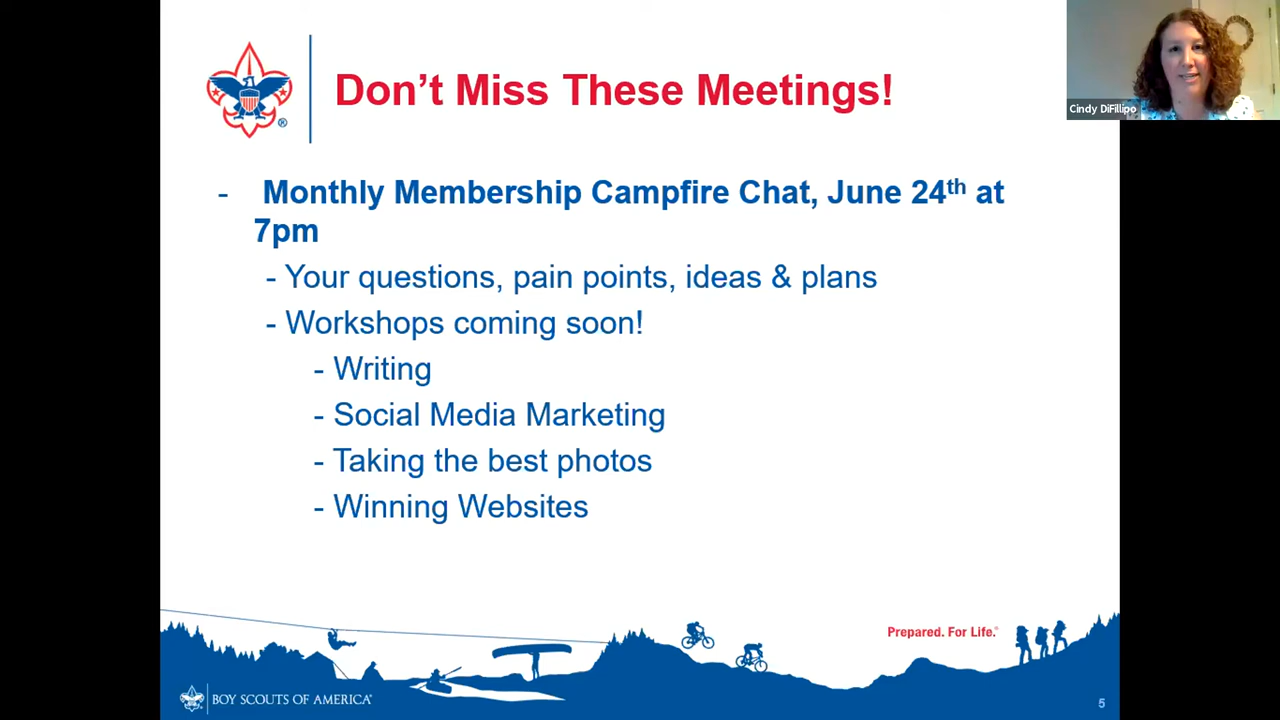 Don't Miss These Meetings!
Cindy DiFillipo
®
- Monthly Membership Campfire Chat, June 24th at
7pm
- Your questions, pain points, ideas & plans
- Workshops coming soon!
- Writing
- Social Media Marketing
- Taking the best photos
- Winning Websites
Prepared. For Life.®
BOY SCOUTS OF AMERICA®
5